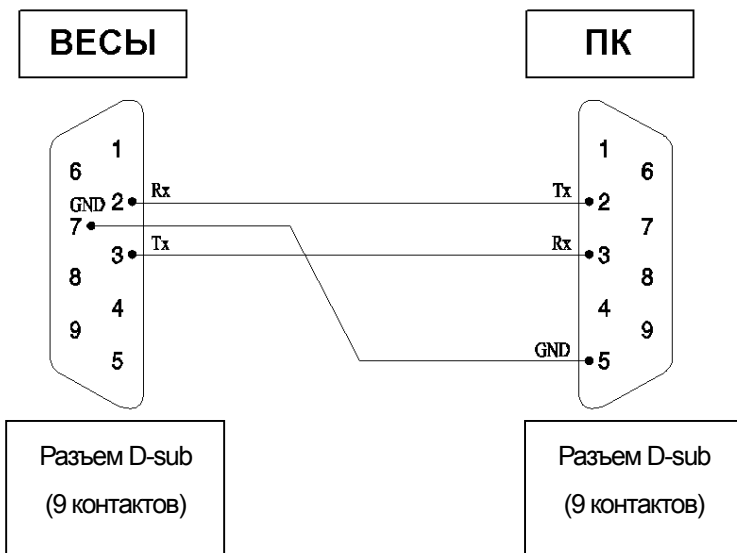 ВЕСЫ
ПК
1
6
2
Rx
GND
7
3
Tx
8
4
9
5
1
6
Tx
2
7
Rx
3
8
4
9
GND
5
Разъем D-sub
(9 контактов)
Разъем D-sub
(9 контактов)